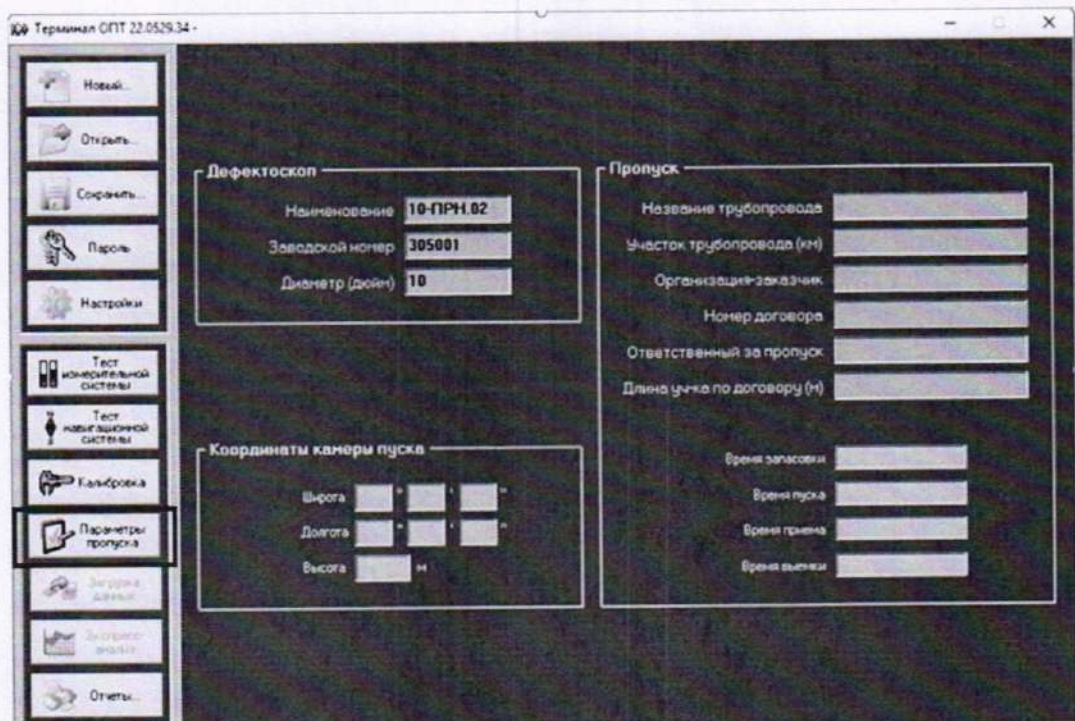 Терминал ОПТ 22.0529.34 -
Новый...
Открыть...
Сохранить...
Пароль
Настройки
Тест
измерительной
системы
Тест
навигационной
системы
Калибровка
Параметры
пропуска
Загрузка
данных
Экспресс-
анализ
Отчеты...
Дефектоскоп
Наименование 10-ПРН.02
Заводской номер 305001
Диаметр (дюйм) 10
Координаты камеры пуска
Широта ° ' "
Долгота ° ' "
Высота м
Пропуск
Название трубопровода
Участок трубопровода (км)
Организация-заказчик
Номер договора
Ответственный за пропуск
Длина уч-ка по договору (м)
Время запасовки
Время пуска
Время приема
Время выемки